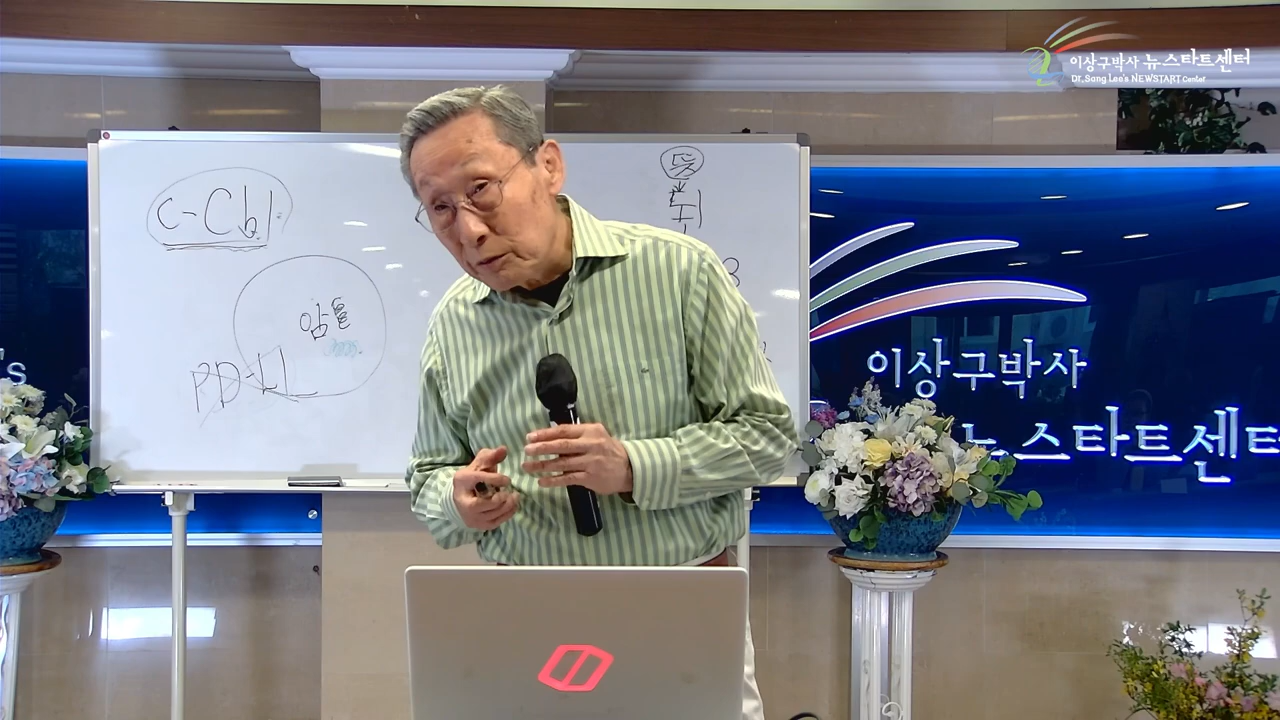 이상구박사 뉴스타트센터
Dr. Sang Lee's NEWSTART Center
C-Cbl
뜻
암
PD-L1
's
이상구박사
뉴스타트센터